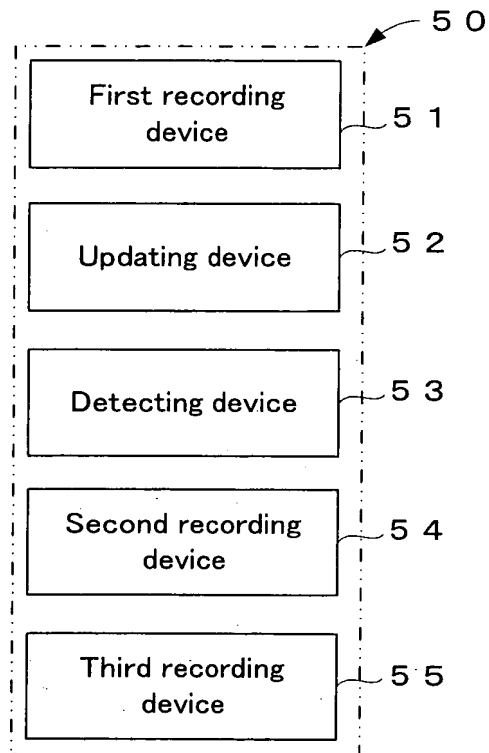 50
First recording
device
51
Updating device
52
Detecting device
53
Second recording
device
54
Third recording
device
55